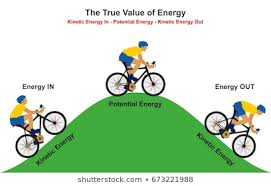 The True Value of Energy
Kinetic Energy In - Potential Energy - Kinetic Energy Out
Energy IN
Energy OUT
Potential Energy
Kinetic Energy
Kinetic Energy
shutterstock.com • 673221988